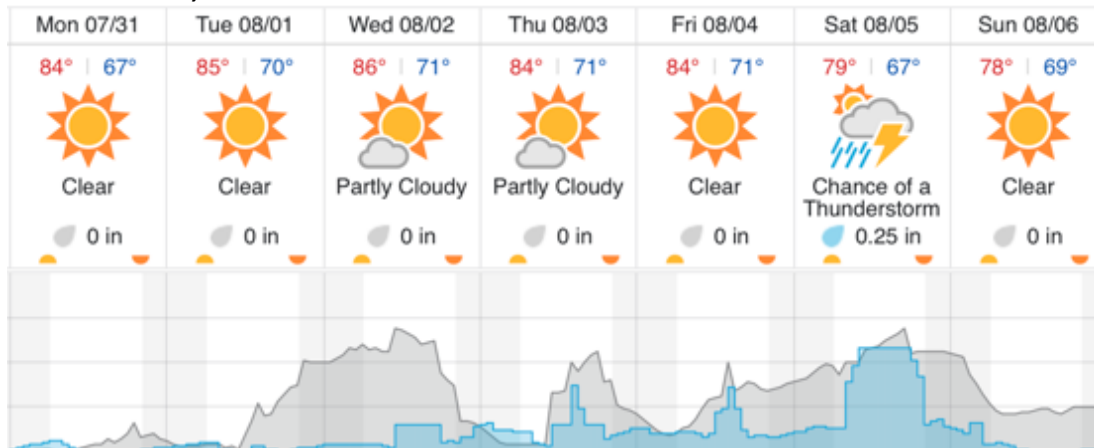 Mon 07/31 Tue 08/01 Wed 08/02 Thu 08/03 Fri 08/04 Sat 08/05 Sun 08/06
84° | 67° 85° | 70° 86° | 71° 84° | 71° 84° | 71° 79° | 67° 78° | 69°
Clear Clear Partly Cloudy Partly Cloudy Clear Chance of a Clear
Thunderstorm
0 in 0 in 0 in 0 in 0 in 0.25 in 0 in